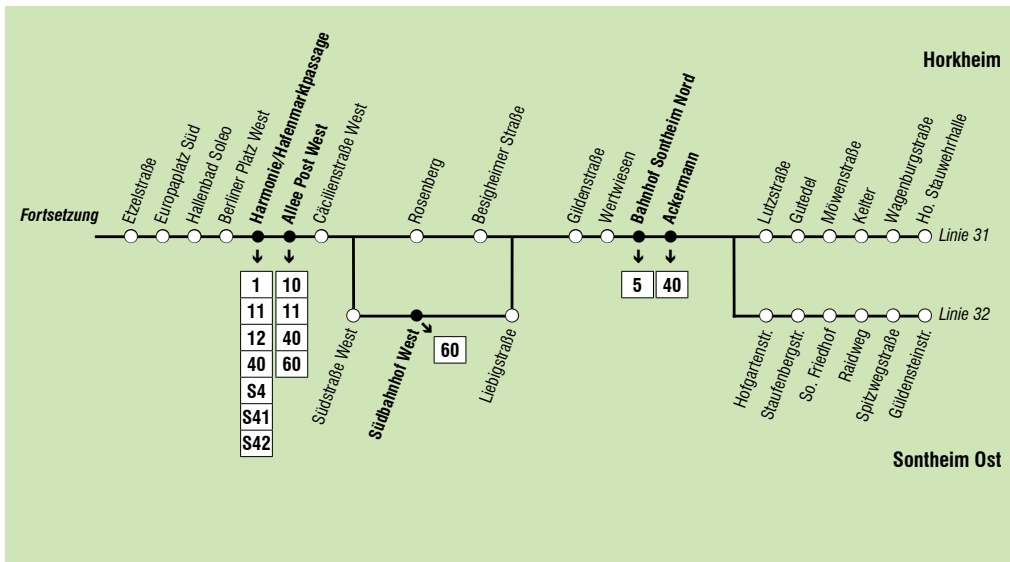 Horkheim
Fortsetzung
Etzelstraße
Europaplatz Süd
Hallenbad Soleo
Berliner Platz West
Harmonie/Hafenmarktpassage
Allee Post West
Cäcilienstraße West
Rosenberg
Besigheimer Straße
Gildenstraße
Wertwiesen
Bahnhof Sontheim Nord
Ackermann
Lutzstraße
Gutedel
Möwenstraße
Kelter
Wagenburgstraße
Ho. Stauwehrhalle
Linie 31
1
11
12
40
S4
S41
S42
10
11
40
60
5
40
Südstraße West
Südbahnhof West
60
Liebigstraße
Hofgartenstr.
Staufenbergstr.
So. Friedhof
Raidweg
Spitzwegstraße
Güldensteinstr.
Linie 32
Sontheim Ost